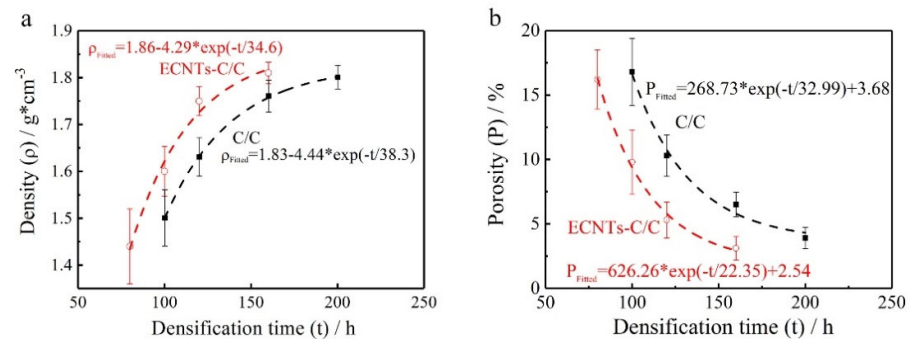 a
1.9
1.8
1.7
1.6
1.5
1.4
50
100
150
200
250
Density (ρ) / g*cm⁻³
Densification time (t) / h
ρFitted=1.86-4.29*exp(-t/34.6)
ECNTs-C/C
C/C
ρFitted=1.83-4.44*exp(-t/38.3)
b
20
15
10
5
0
50
100
150
200
250
Porosity (P) / %
Densification time (t) / h
PFitted=268.73*exp(-t/32.99)+3.68
C/C
ECNTs-C/C
PFitted=626.26*exp(-t/22.35)+2.54